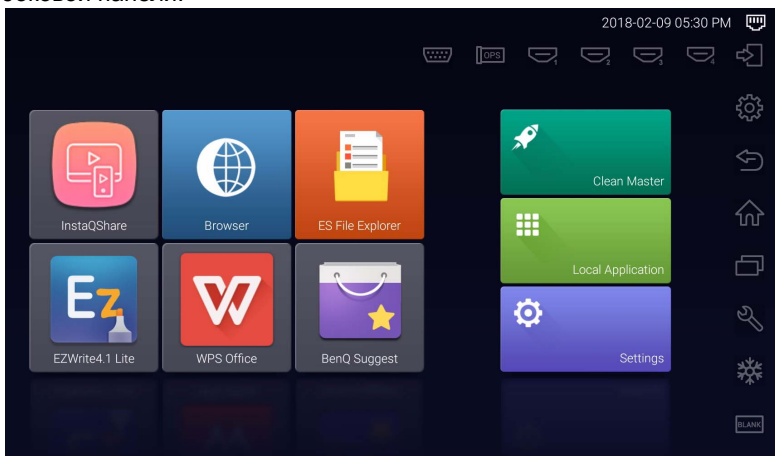 2018-02-09 05:30 PM
OPS
1
2
3
4
InstaQShare
Browser
ES File Explorer
Clean Master
Local Application
Ez
EZWrite4.1 Lite
WPS Office
BenQ Suggest
Settings
BLANK